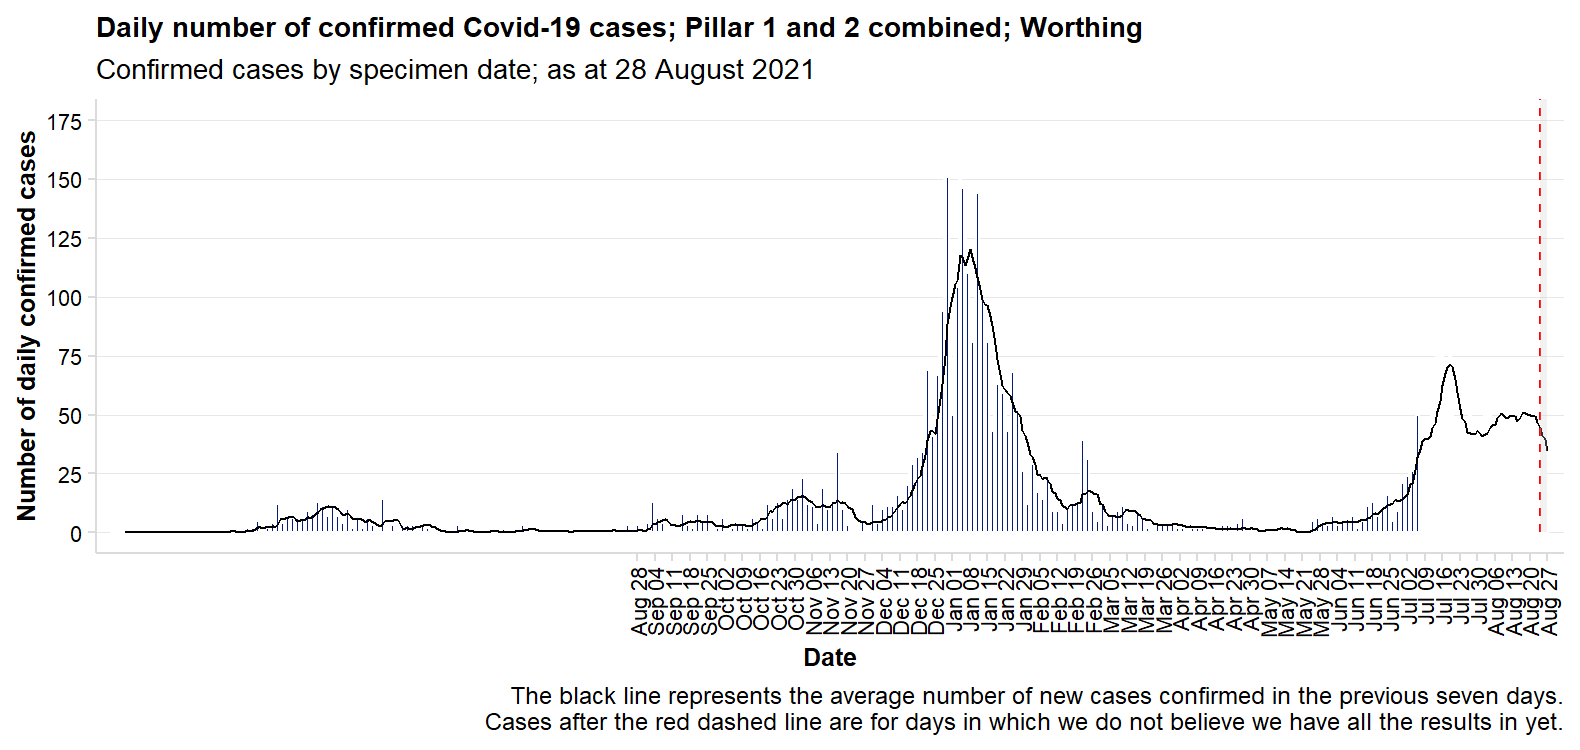 Daily number of confirmed Covid-19 cases; Pillar 1 and 2 combined; Worthing
Confirmed cases by specimen date; as at 28 August 2021
Number of daily confirmed cases
175
150
125
100
75
50
25
0
Aug 28
Sep 04
Sep 11
Sep 18
Sep 25
Oct 02
Oct 09
Oct 16
Oct 23
Oct 30
Nov 06
Nov 13
Nov 20
Nov 27
Dec 04
Dec 11
Dec 18
Dec 25
Jan 01
Jan 08
Jan 15
Jan 22
Jan 29
Feb 05
Feb 12
Feb 19
Feb 26
Mar 05
Mar 12
Mar 19
Mar 26
Apr 02
Apr 09
Apr 16
Apr 23
Apr 30
May 07
May 14
May 21
May 28
Jun 04
Jun 11
Jun 18
Jun 25
Jul 02
Jul 09
Jul 16
Jul 23
Jul 30
Aug 06
Aug 13
Aug 20
Aug 27
Date
The black line represents the average number of new cases confirmed in the previous seven days.
Cases after the red dashed line are for days in which we do not believe we have all the results in yet.